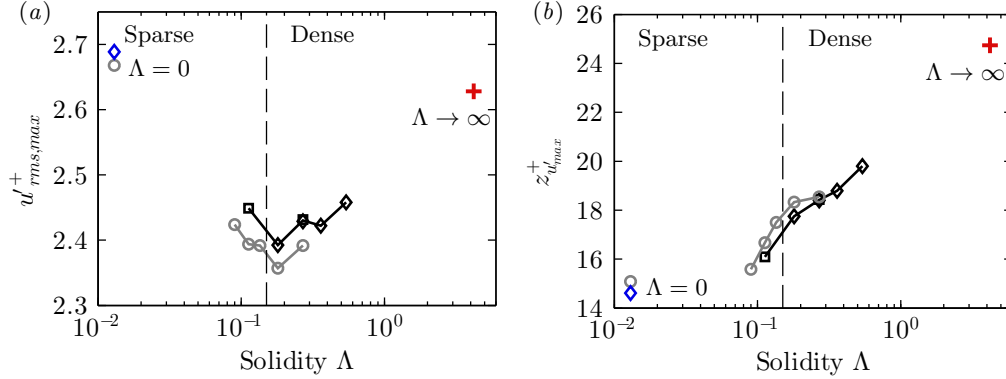 (a)
2.7
2.6
2.5
2.4
2.3
u'⁺rms,max
Sparse
Dense
Λ = 0
Λ → ∞
10⁻²
10⁻¹
10⁰
Solidity Λ
(b)
26
24
22
20
18
16
14
z⁺u'max
Sparse
Dense
Λ → ∞
Λ = 0
10⁻²
10⁻¹
10⁰
Solidity Λ